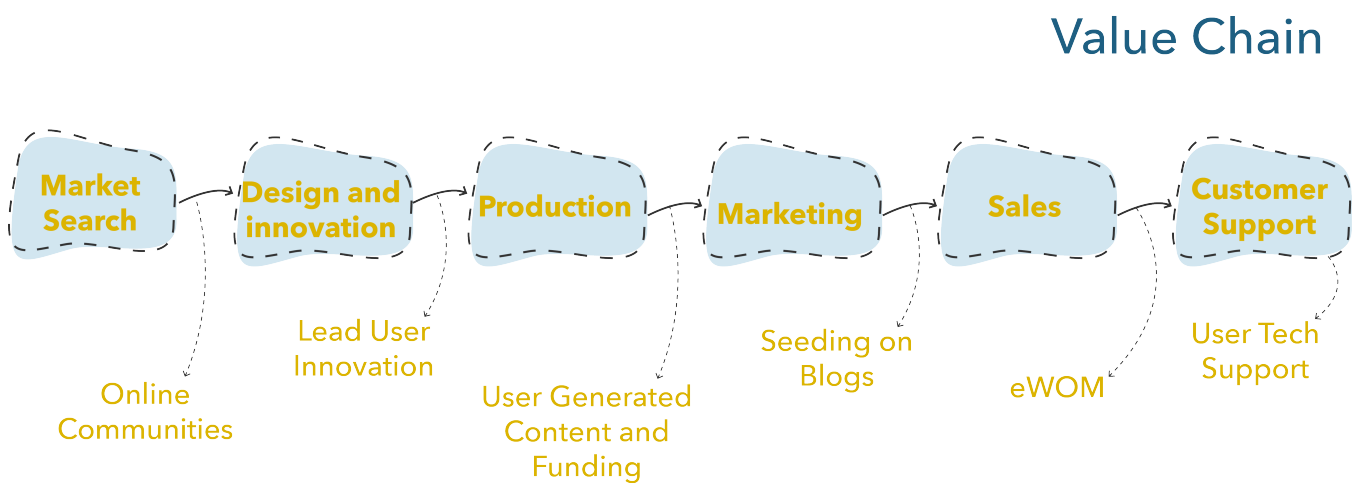 Value Chain
Market
Search
Design and
innovation
Production
Marketing
Sales
Customer
Support
Online
Communities
Lead User
Innovation
User Generated
Content and
Funding
Seeding on
Blogs
eWOM
User Tech
Support